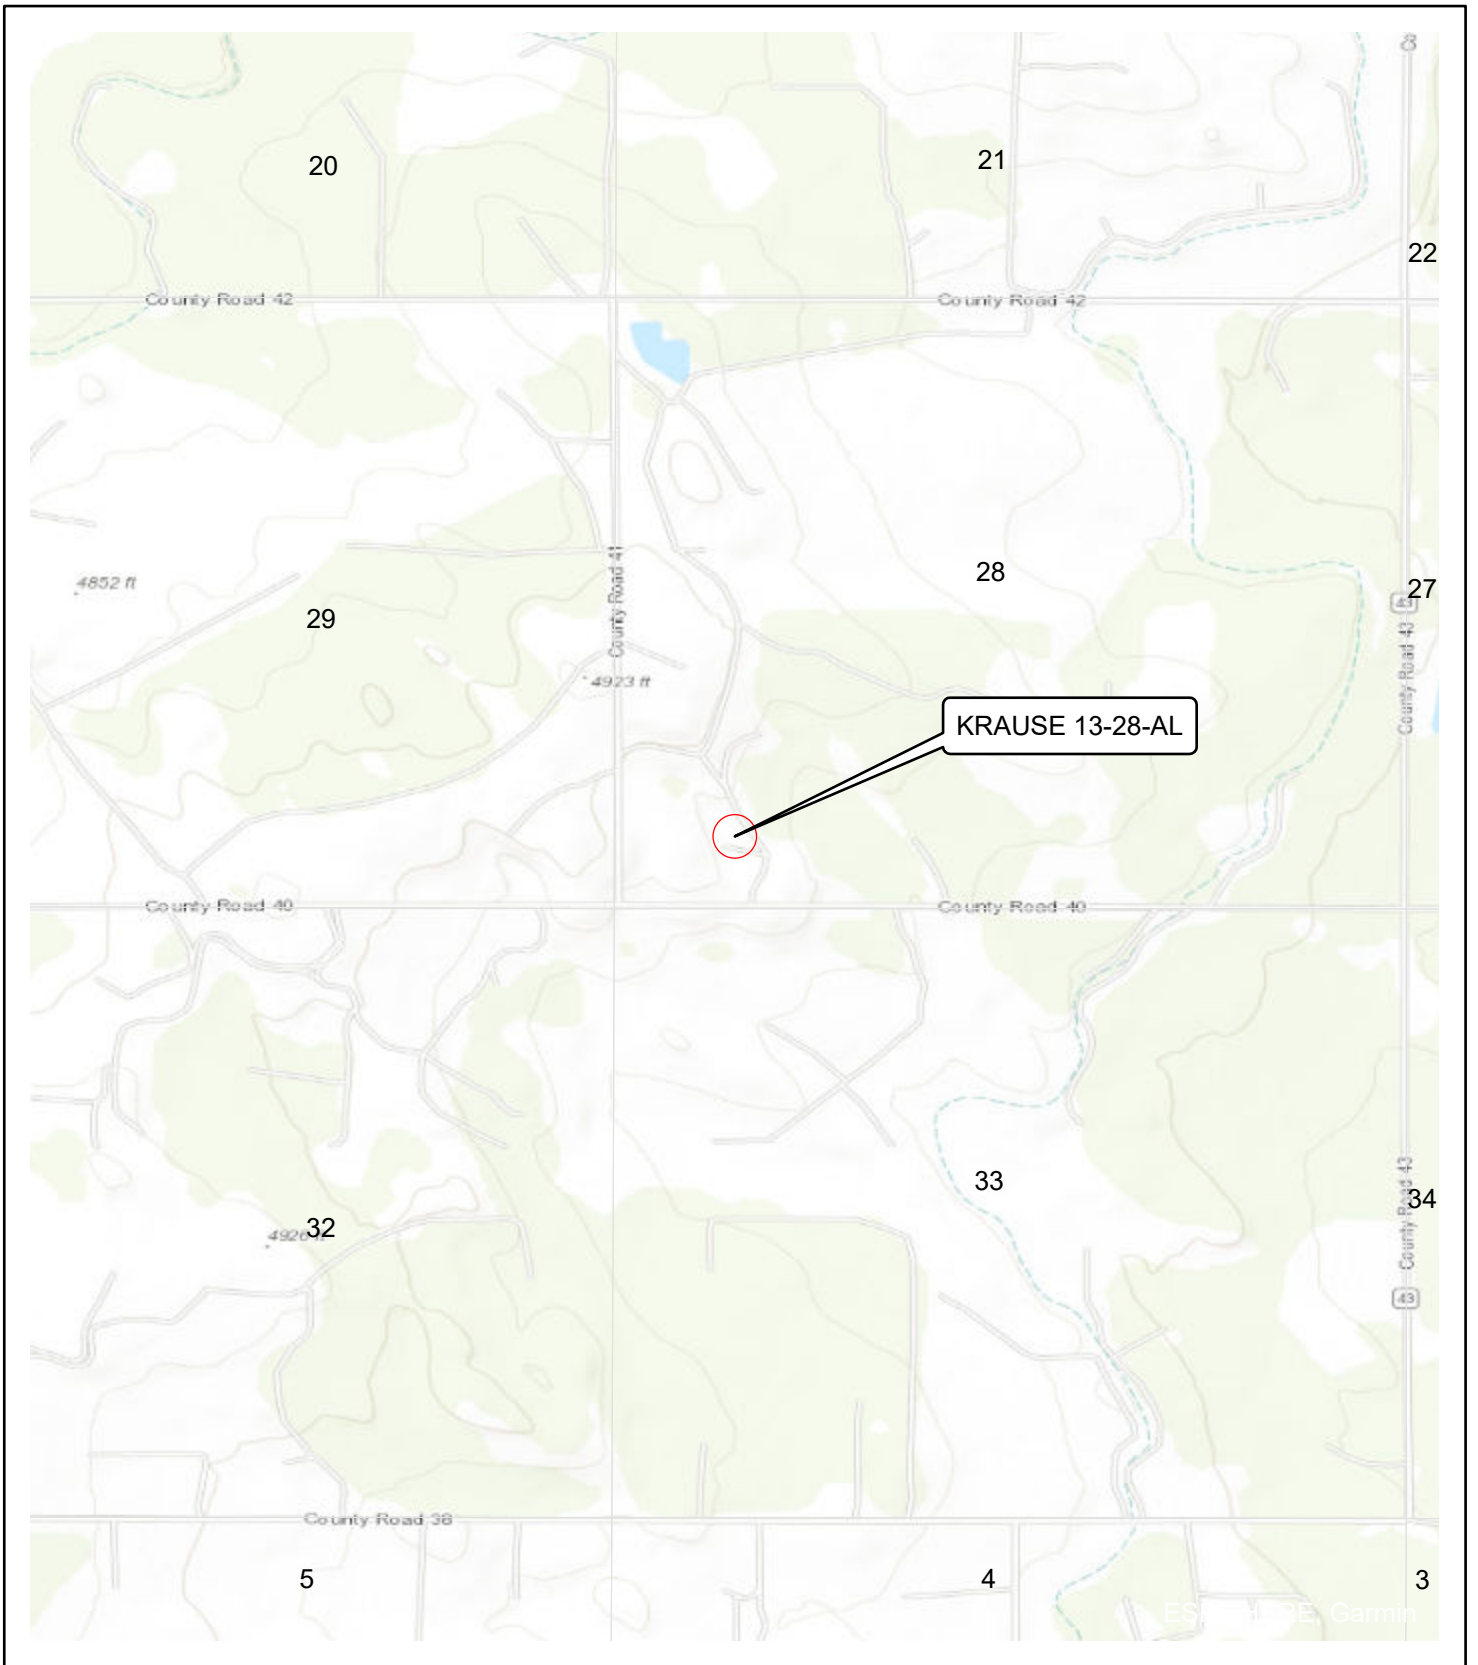 20
21
22
County Road 42
County Road 42
4852 ft
29
County Road 41
28
27
43
County Road 43
4923 ft
KRAUSE 13-28-AL
County Road 40
County Road 40
33
34
County Road 43
32
43
County Road 38
5
4
3
Garmin